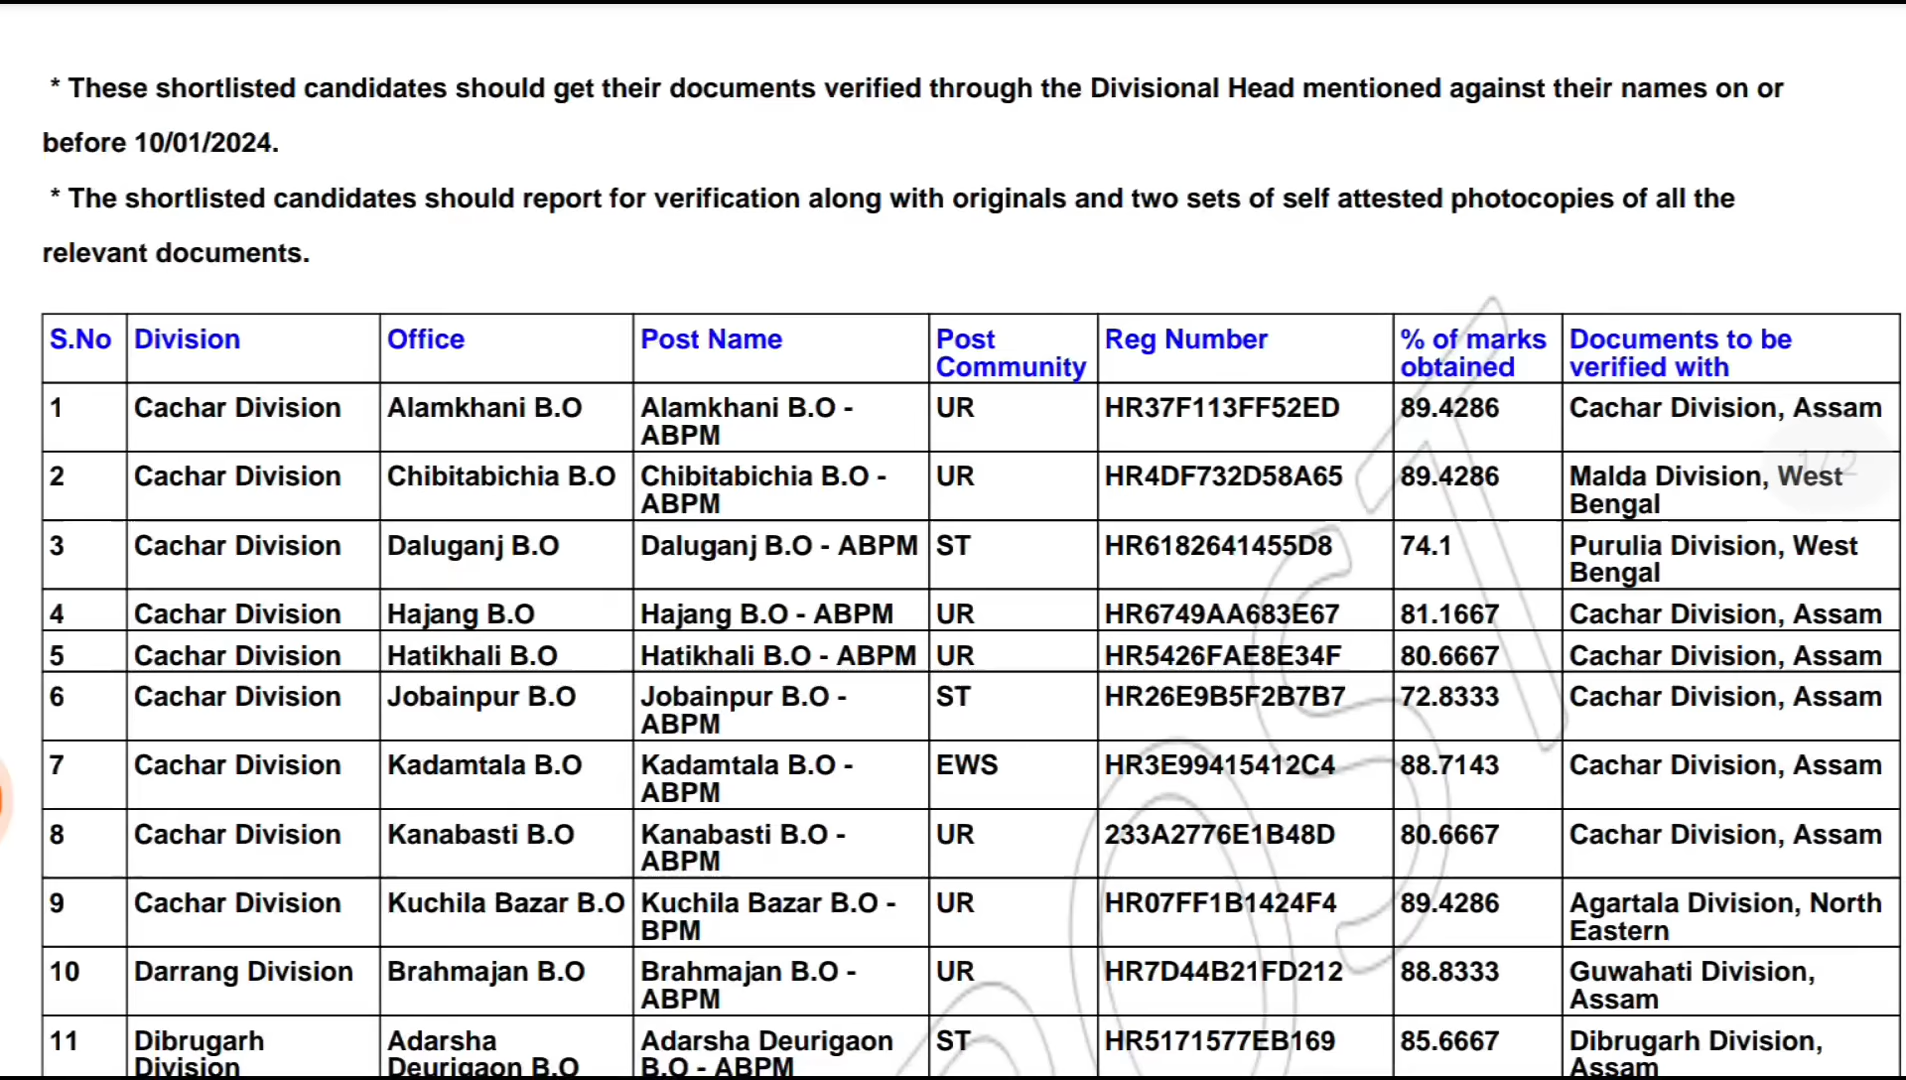 * These shortlisted candidates should get their documents verified through the Divisional Head mentioned against their names on or
before 10/01/2024.
* The shortlisted candidates should report for verification along with originals and two sets of self attested photocopies of all the
relevant documents.
S.No Division Office Post Name Post Community Reg Number % of marks obtained Documents to be verified with
1 Cachar Division Alamkhani B.O Alamkhani B.O - ABPM UR HR37F113FF52ED 89.4286 Cachar Division, Assam
1/2
2 Cachar Division Chibitabichia B.O Chibitabichia B.O - ABPM UR HR4DF732D58A65 89.4286 Malda Division, West Bengal
3 Cachar Division Daluganj B.O Daluganj B.O - ABPM ST HR6182641455D8 74.1 Purulia Division, West Bengal
4 Cachar Division Hajang B.O Hajang B.O - ABPM UR HR6749AA683E67 81.1667 Cachar Division, Assam
5 Cachar Division Hatikhali B.O Hatikhali B.O - ABPM UR HR5426FAE8E34F 80.6667 Cachar Division, Assam
6 Cachar Division Jobainpur B.O Jobainpur B.O - ABPM ST HR26E9B5F2B7B7 72.8333 Cachar Division, Assam
7 Cachar Division Kadamtala B.O Kadamtala B.O - ABPM EWS HR3E99415412C4 88.7143 Cachar Division, Assam
8 Cachar Division Kanabasti B.O Kanabasti B.O - ABPM UR 233A2776E1B48D 80.6667 Cachar Division, Assam
9 Cachar Division Kuchila Bazar B.O Kuchila Bazar B.O - BPM UR HR07FF1B1424F4 89.4286 Agartala Division, North Eastern
10 Darrang Division Brahmajan B.O Brahmajan B.O - ABPM UR HR7D44B21FD212 88.8333 Guwahati Division, Assam
11 Dibrugarh Division Adarsha Deurigaon B.O Adarsha Deurigaon B.O - ABPM ST HR5171577EB169 85.6667 Dibrugarh Division, Assam
POST